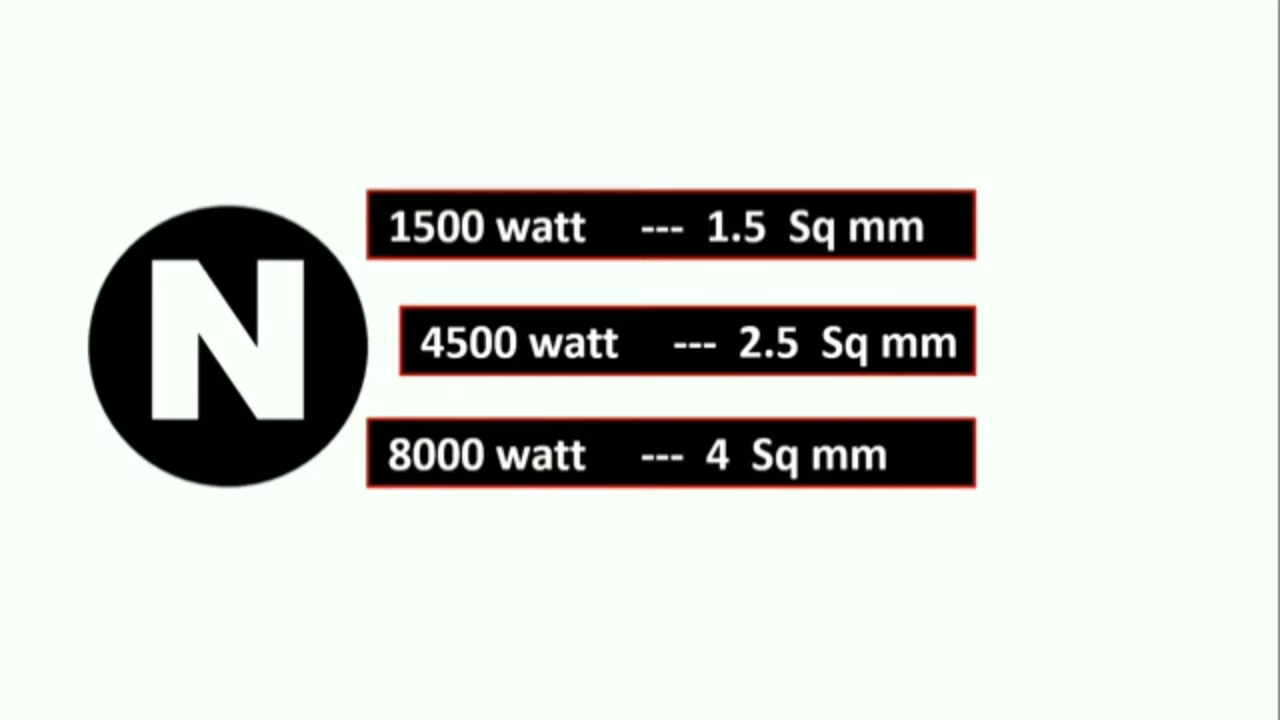 N
1500 watt --- 1.5 Sq mm
4500 watt --- 2.5 Sq mm
8000 watt --- 4 Sq mm